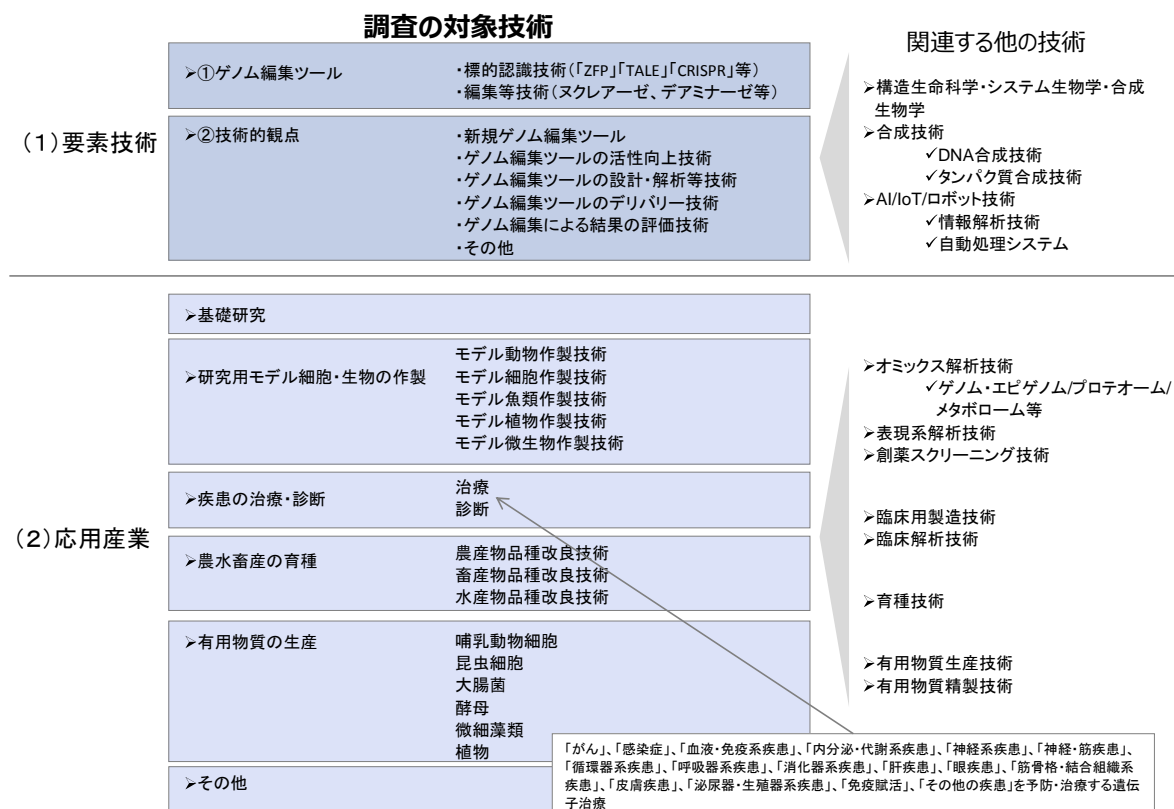 調査の対象技術
関連する他の技術
(1)要素技術
➢①ゲノム編集ツール
・標的認識技術(「ZFP」「TALE」「CRISPR」等)
・編集等技術(ヌクレアーゼ、デアミナーゼ等)
➢②技術的観点
・新規ゲノム編集ツール
・ゲノム編集ツールの活性向上技術
・ゲノム編集ツールの設計・解析等技術
・ゲノム編集ツールのデリバリー技術
・ゲノム編集による結果の評価技術
・その他
➢構造生命科学・システム生物学・合成
生物学
➢合成技術
✓DNA合成技術
✓タンパク質合成技術
➢AI/IoT/ロボット技術
✓情報解析技術
✓自動処理システム
(2)応用産業
➢基礎研究
➢研究用モデル細胞・生物の作製
モデル動物作製技術
モデル細胞作製技術
モデル魚類作製技術
モデル植物作製技術
モデル微生物作製技術
➢疾患の治療・診断
治療
診断
➢農水畜産の育種
農産物品種改良技術
畜産物品種改良技術
水産物品種改良技術
➢有用物質の生産
哺乳動物細胞
昆虫細胞
大腸菌
酵母
微細藻類
植物
➢その他
➢オミックス解析技術
✓ゲノム・エピゲノム/プロテオーム/
メタボローム等
➢表現系解析技術
➢創薬スクリーニング技術
➢臨床用製造技術
➢臨床解析技術
➢育種技術
➢有用物質生産技術
➢有用物質精製技術
「がん」、「感染症」、「血液・免疫系疾患」、「内分泌・代謝系疾患」、「神経系疾患」、「神経・筋疾患」、
「循環器系疾患」、「呼吸器系疾患」、「消化器系疾患」、「肝疾患」、「眼疾患」、「筋骨格・結合組織系
疾患」、「皮膚疾患」、「泌尿器・生殖器系疾患」、「免疫賦活」、「その他の疾患」を予防・治療する遺伝
子治療